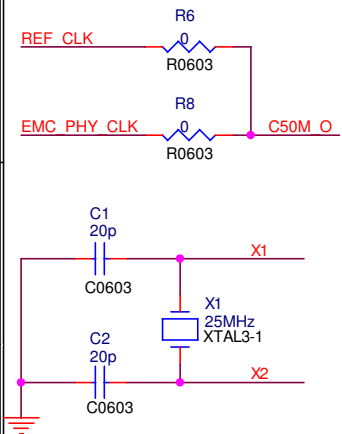 R6
REF_CLK
0
R0603
R8
EMC_PHY_CLK
0
C50M_O
R0603
C1
20p
X1
C0603
X1
25MHz
XTAL3-1
C2
20p
X2
C0603